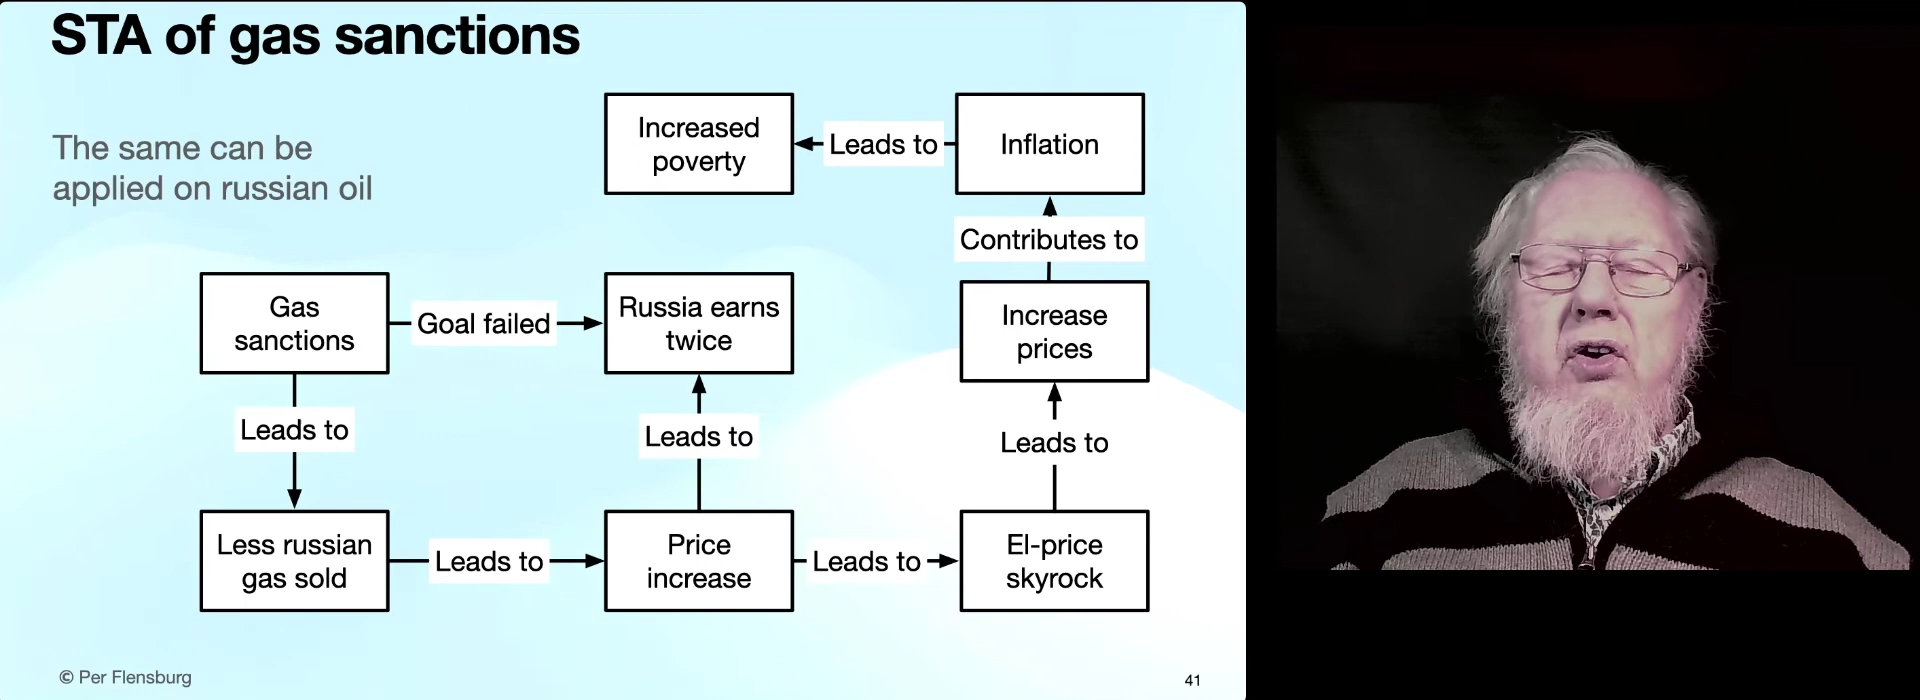 STA of gas sanctions
The same can be
applied on russian oil
Increased
poverty
Leads to
Inflation
Contributes to
Gas
sanctions
Goal failed
Russia earns
twice
Increase
prices
Leads to
Leads to
Leads to
Less russian
gas sold
Leads to
Price
increase
Leads to
El-price
skyrock
© Per Flensburg
41